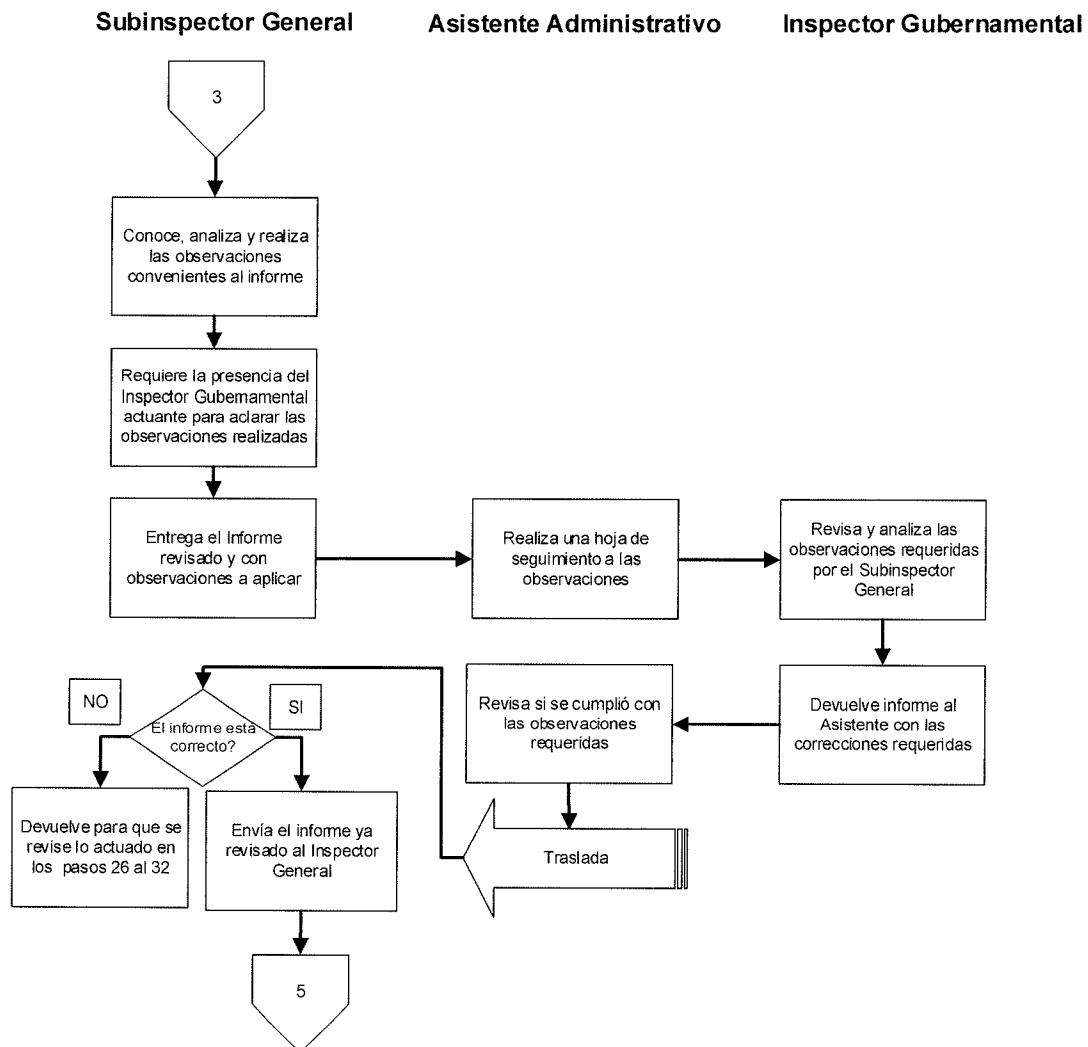 Subinspector General
Asistente Administrativo
Inspector Gubernamental
3
Conoce, analiza y realiza
las observaciones
convenientes al informe
Requiere la presencia del
Inspector Gubernamental
actuante para aclarar las
observaciones realizadas
Entrega el Informe
revisado y con
observaciones a aplicar
Realiza una hoja de
seguimiento a las
observaciones
Revisa y analiza las
observaciones requeridas
por el Subinspector
General
Devuelve informe al
Asistente con las
correcciones requeridas
Revisa si se cumplió con
las observaciones
requeridas
Traslada
El informe está
correcto?
NO
SI
Devuelve para que se
revise lo actuado en
los pasos 26 al 32
Envía el informe ya
revisado al Inspector
General
5